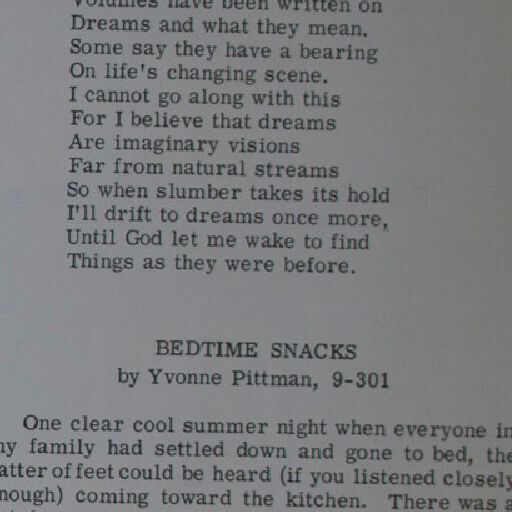 Volumes have been written on
Dreams and what they mean.
Some say they have a bearing
On life's changing scene.
I cannot go along with this
For I believe that dreams
Are imaginary visions
Far from natural streams
So when slumber takes its hold
I'll drift to dreams once more,
Until God let me wake to find
Things as they were before.
BEDTIME SNACKS
by Yvonne Pittman, 9-301
One clear cool summer night when everyone in
my family had settled down and gone to bed, the
atter of feet could be heard (if you listened closely
nough) coming toward the kitchen. There was a